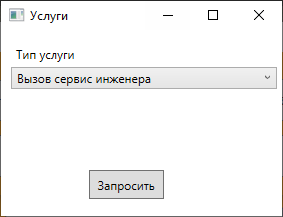 Услуги
Тип услуги
Вызов сервис инженера
Запросить